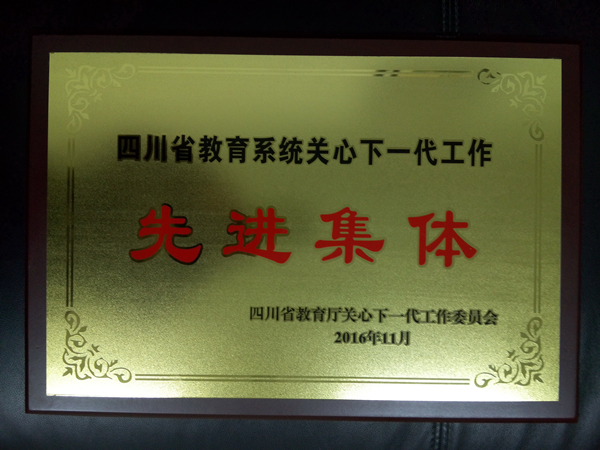 四川省教育系统关心下一代工作
先进集体
四川省教育厅关心下一代工作委员会
2016年11月